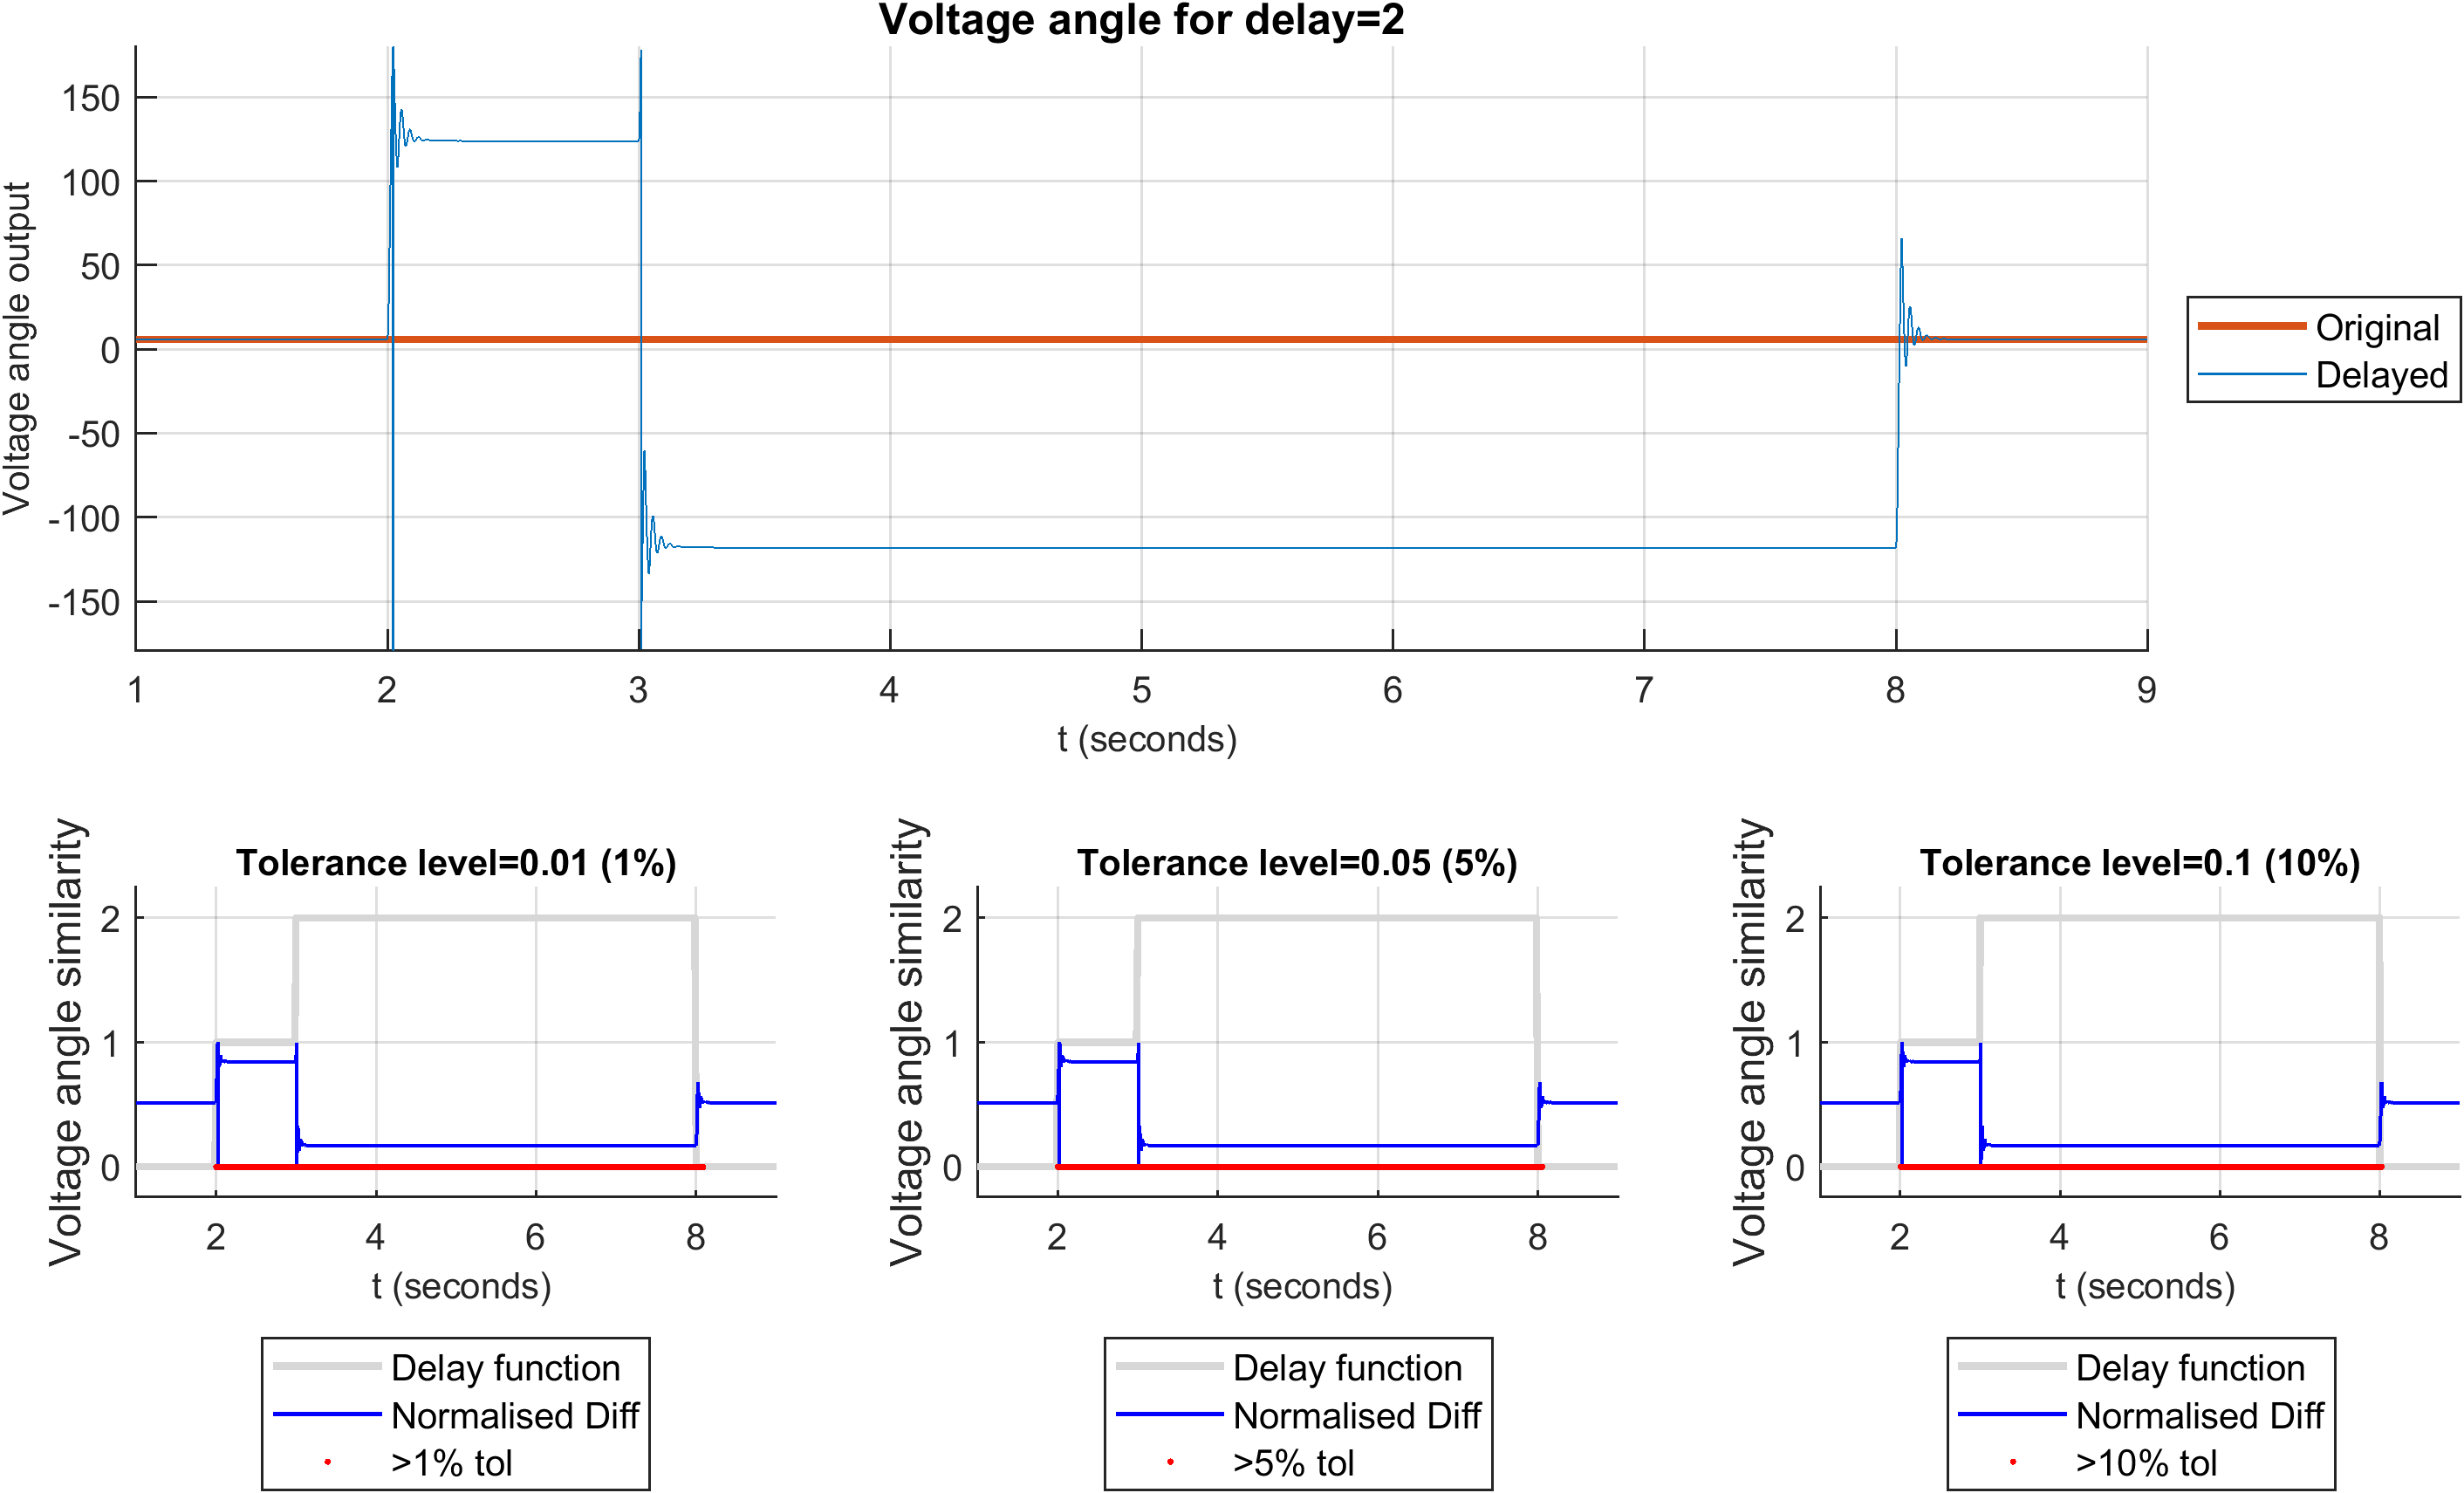 Voltage angle for delay=2
Voltage angle output
150
100
50
0
-50
-100
-150
1 2 3 4 5 6 7 8 9
t (seconds)
Original
Delayed
Tolerance level=0.01 (1%)
Voltage angle similarity
2
1
0
2 4 6 8
t (seconds)
Delay function
Normalised Diff
>1% tol
Tolerance level=0.05 (5%)
Voltage angle similarity
2
1
0
2 4 6 8
t (seconds)
Delay function
Normalised Diff
>5% tol
Tolerance level=0.1 (10%)
Voltage angle similarity
2
1
0
2 4 6 8
t (seconds)
Delay function
Normalised Diff
>10% tol